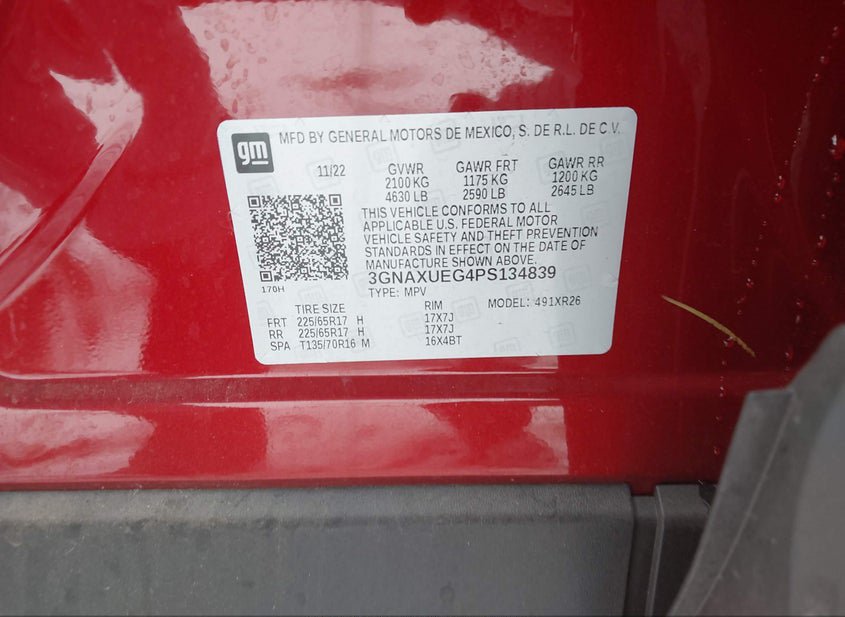 gm MFD BY GENERAL MOTORS DE MEXICO, S. DE R.L. DE C.V.
11/22 GVWR GAWR FRT GAWR RR
2100 KG 1175 KG 1200 KG
4630 LB 2590 LB 2645 LB
THIS VEHICLE CONFORMS TO ALL
APPLICABLE U.S. FEDERAL MOTOR
VEHICLE SAFETY AND THEFT PREVENTION
STANDARDS IN EFFECT ON THE DATE OF
MANUFACTURE SHOWN ABOVE.
3GNAXUEG4PS134839
170H TYPE: MPV
TIRE SIZE RIM MODEL: 491XR26
FRT 225/65R17 H 17X7J
RR 225/65R17 H 17X7J
SPA T135/70R16 M 16X4BT